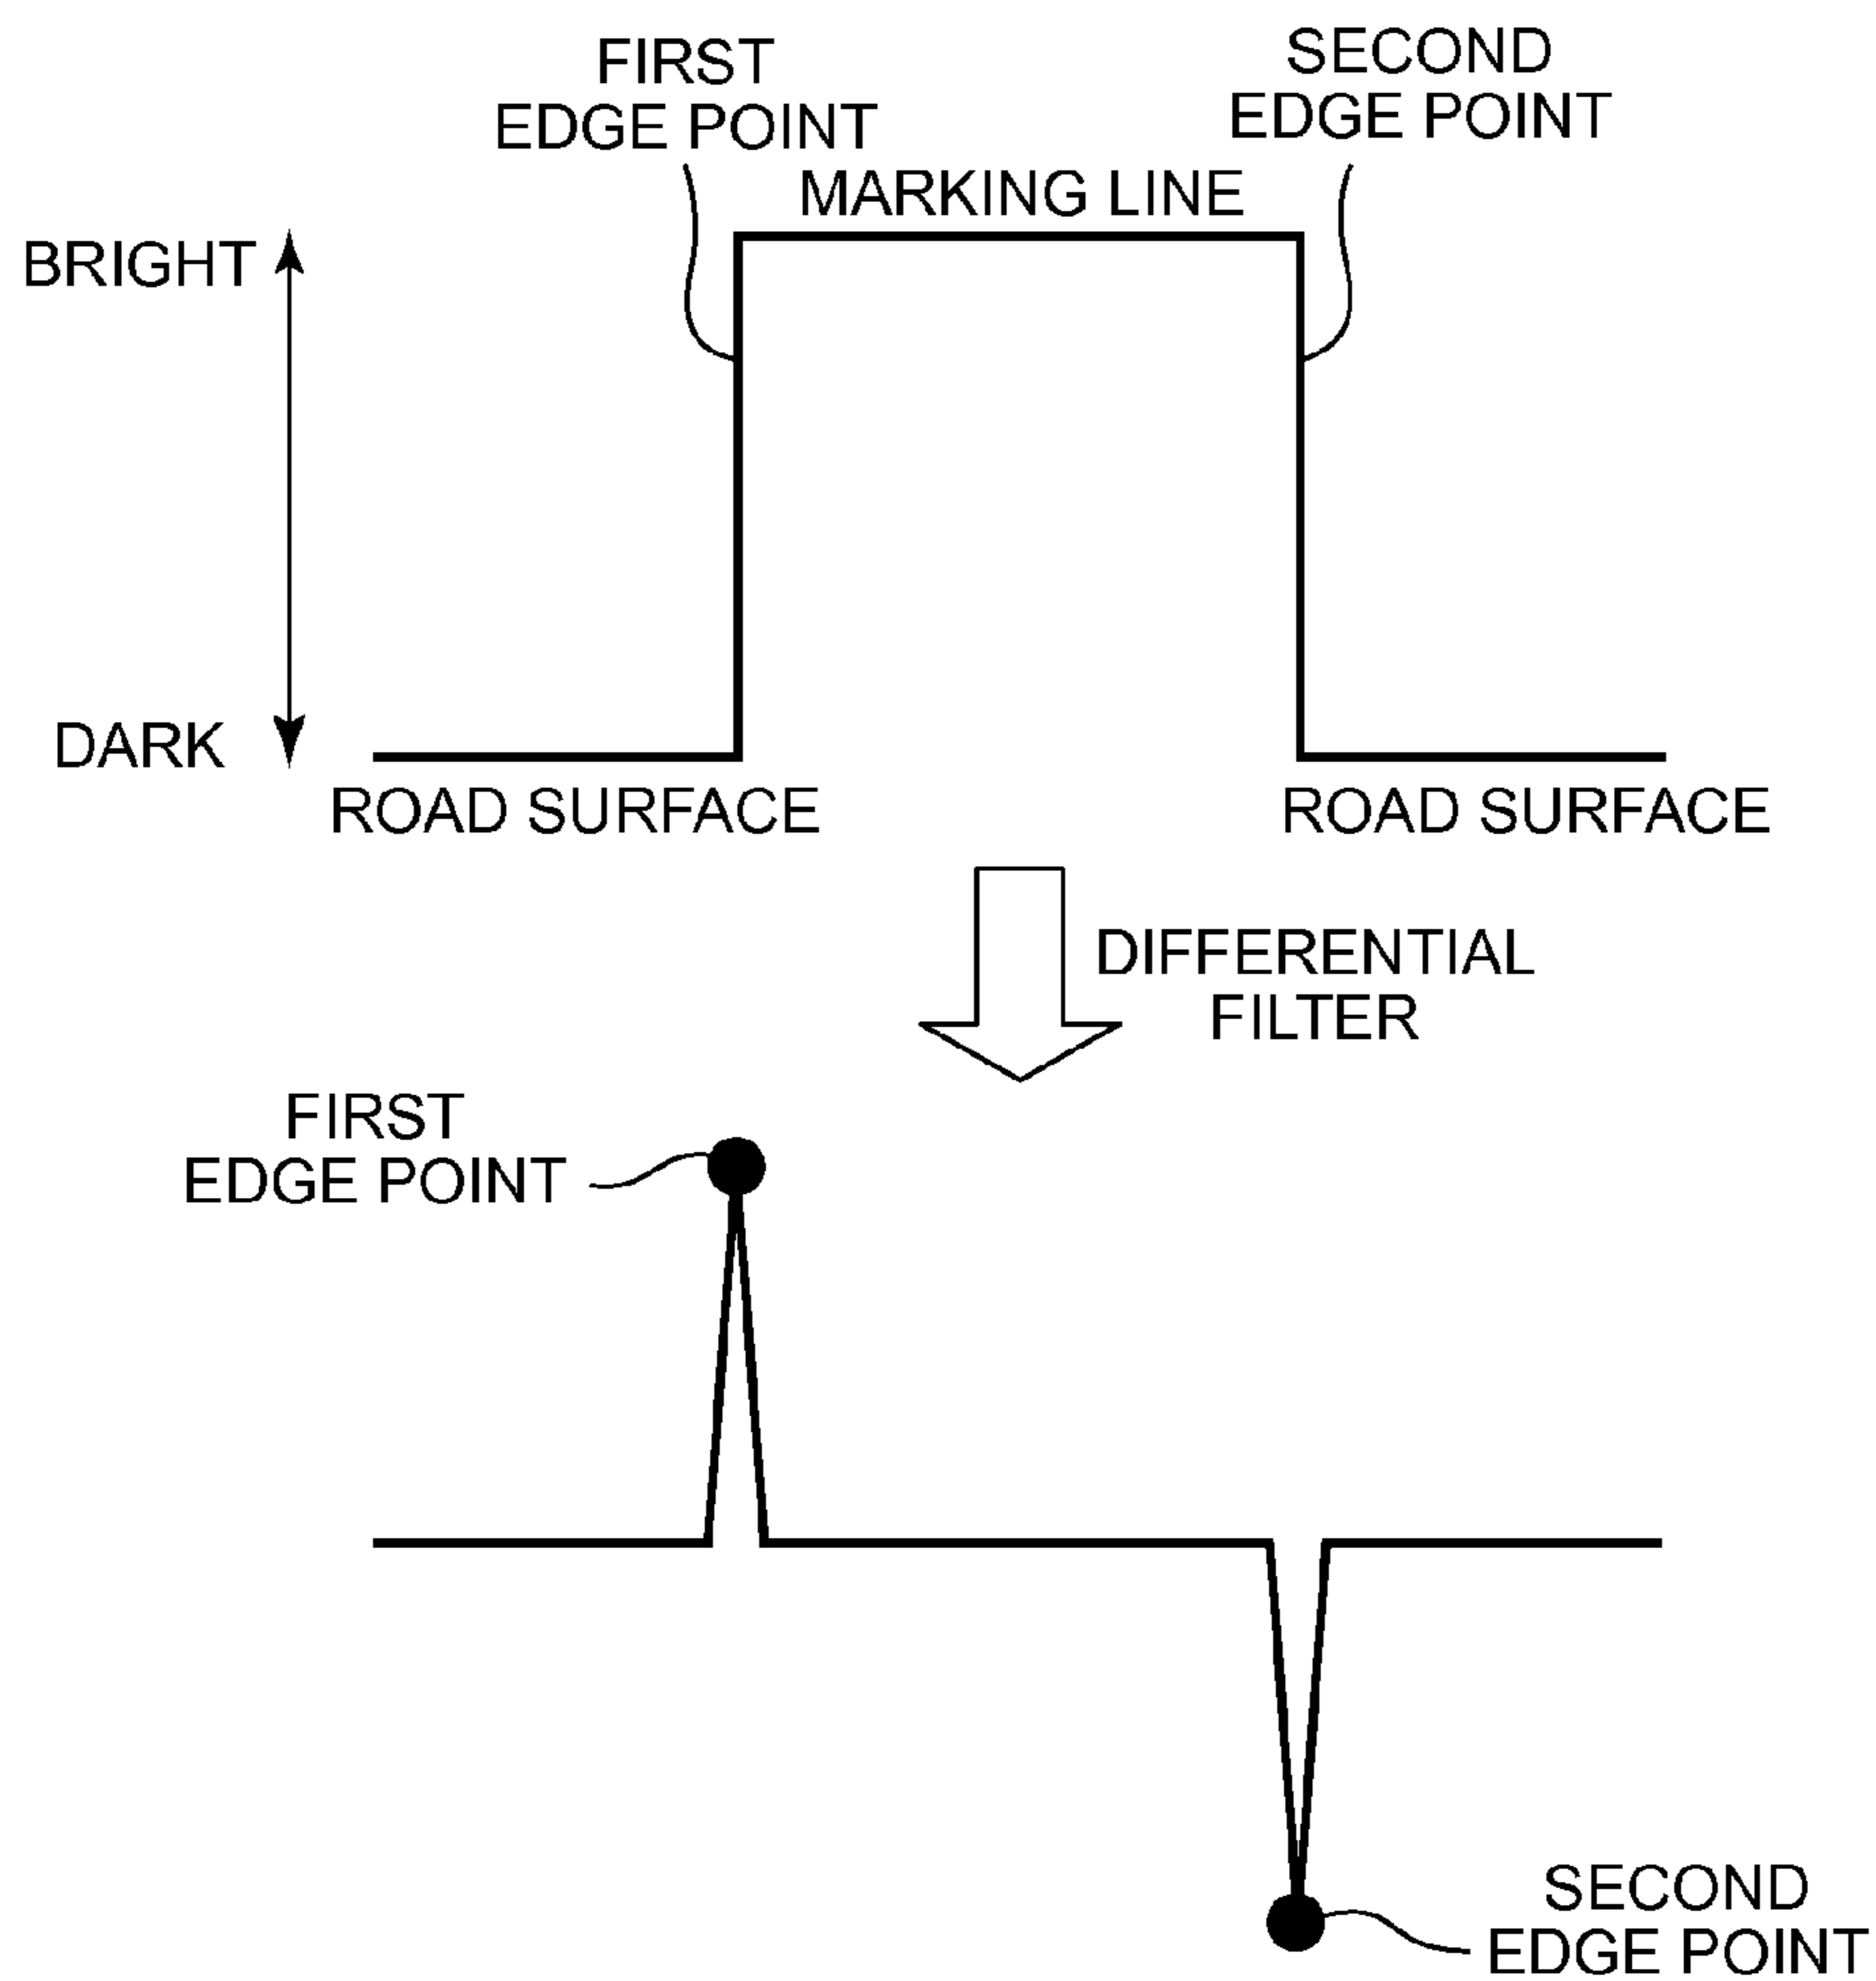 FIRST
EDGE POINT
SECOND
EDGE POINT
MARKING LINE
BRIGHT
DARK
ROAD SURFACE
ROAD SURFACE
DIFFERENTIAL
FILTER
FIRST
EDGE POINT
SECOND
EDGE POINT